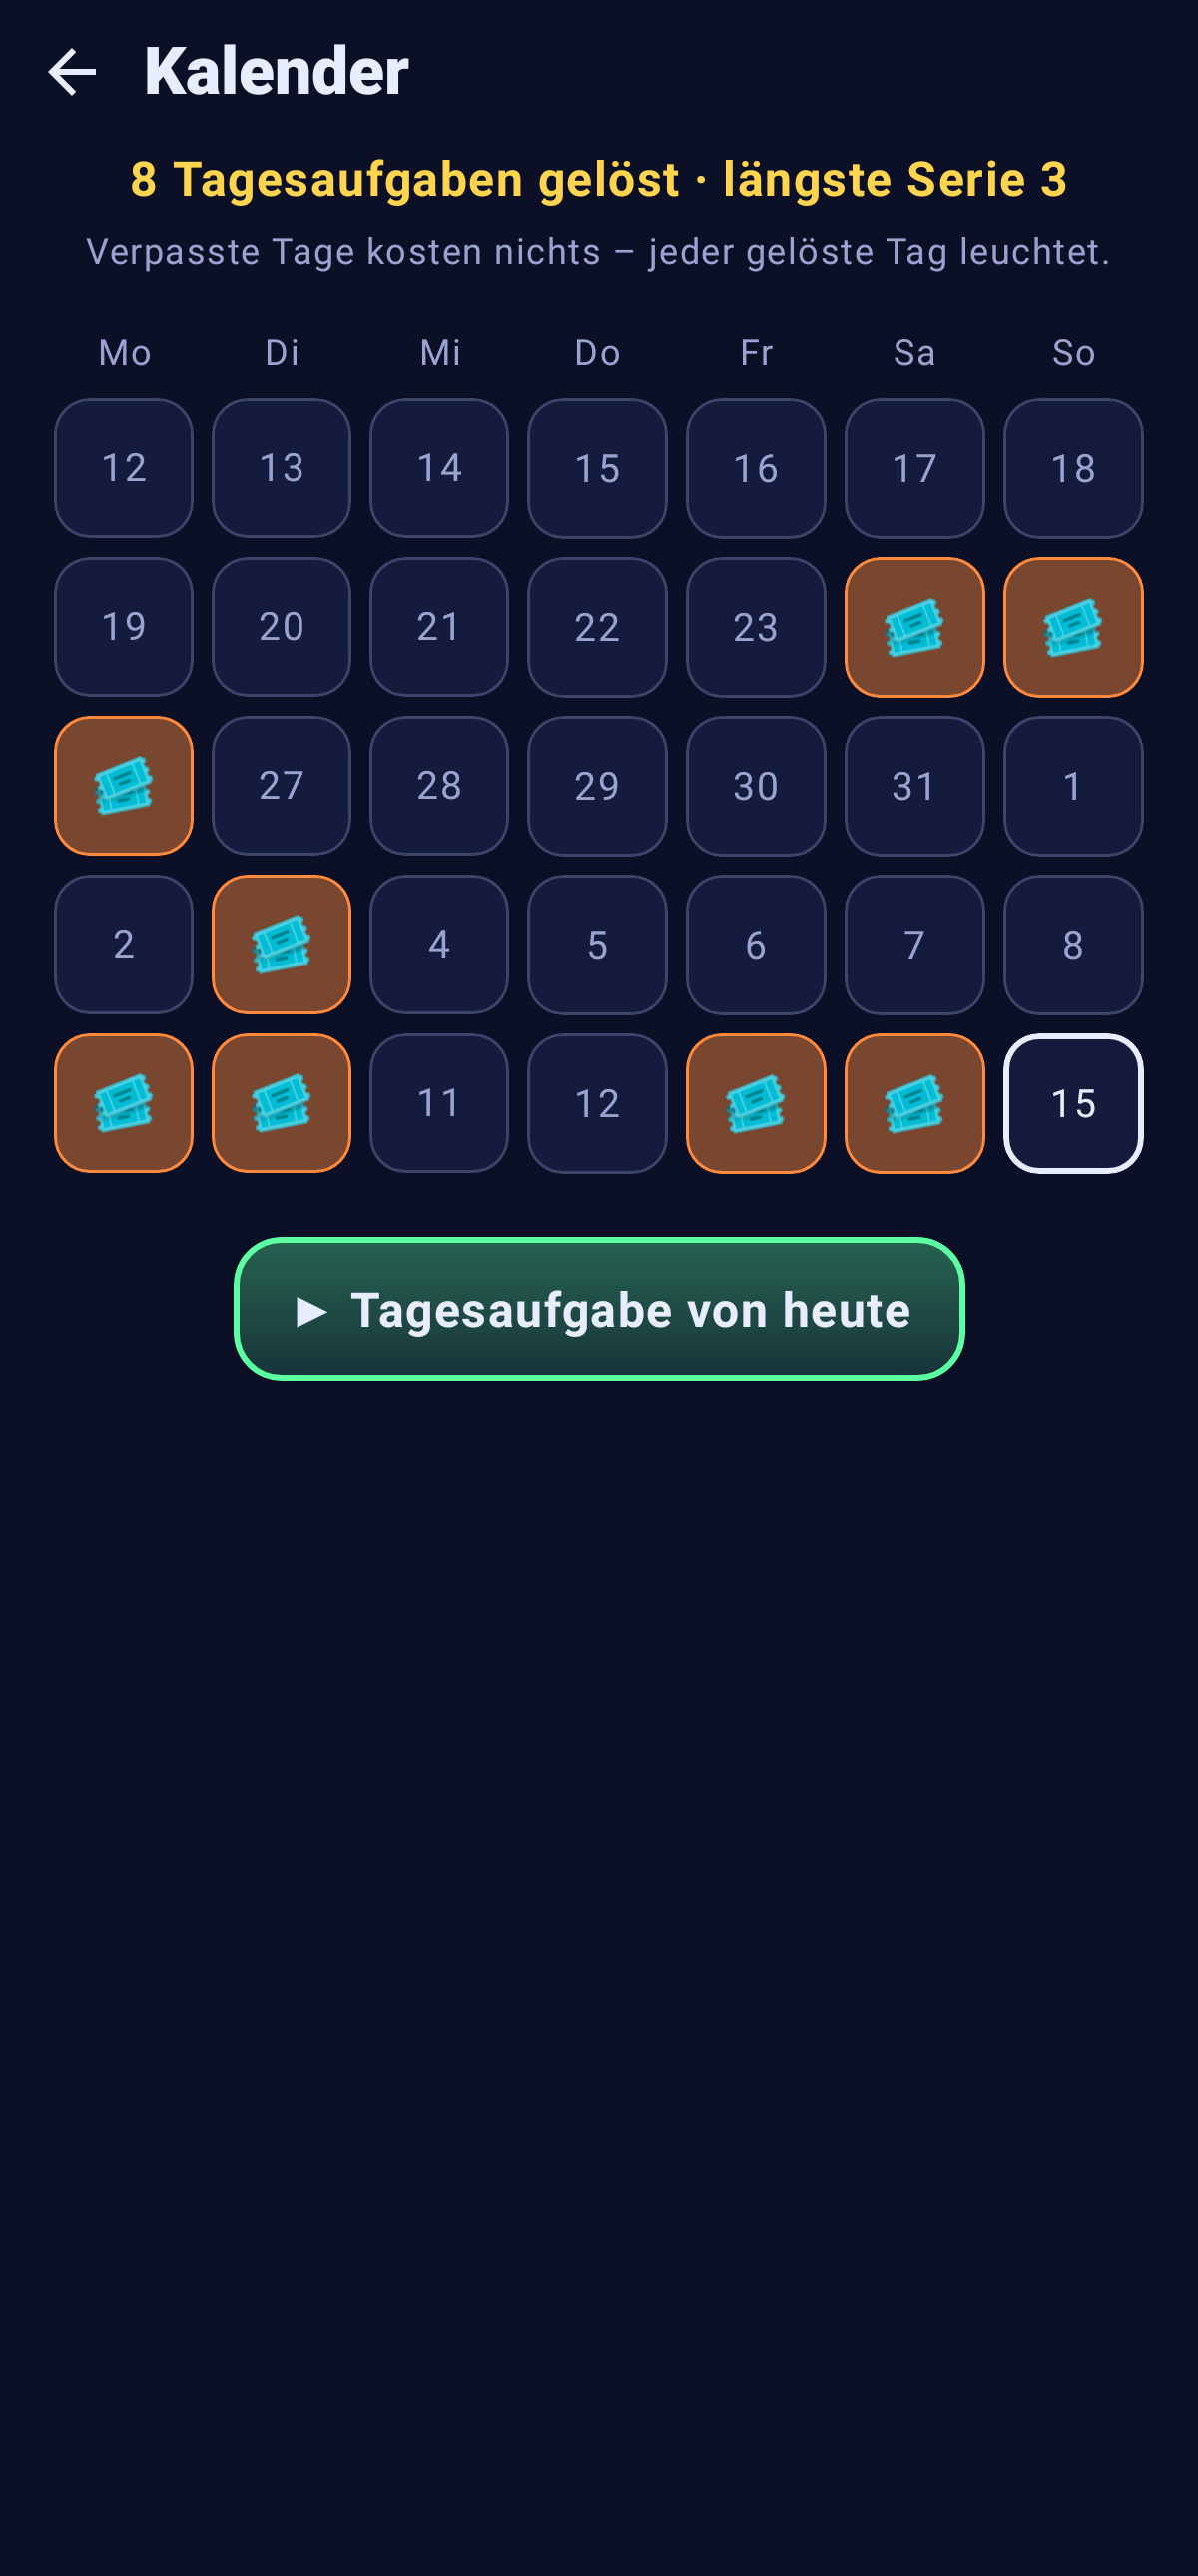 Kalender
8 Tagesaufgaben gelöst · längste Serie 3
Verpasste Tage kosten nichts – jeder gelöste Tag leuchtet.
Mo Di Mi Do Fr Sa So
12 13 14 15 16 17 18
19 20 21 22 23
27 28 29 30 31 1
2 4 5 6 7 8
11 12 15
► Tagesaufgabe von heute